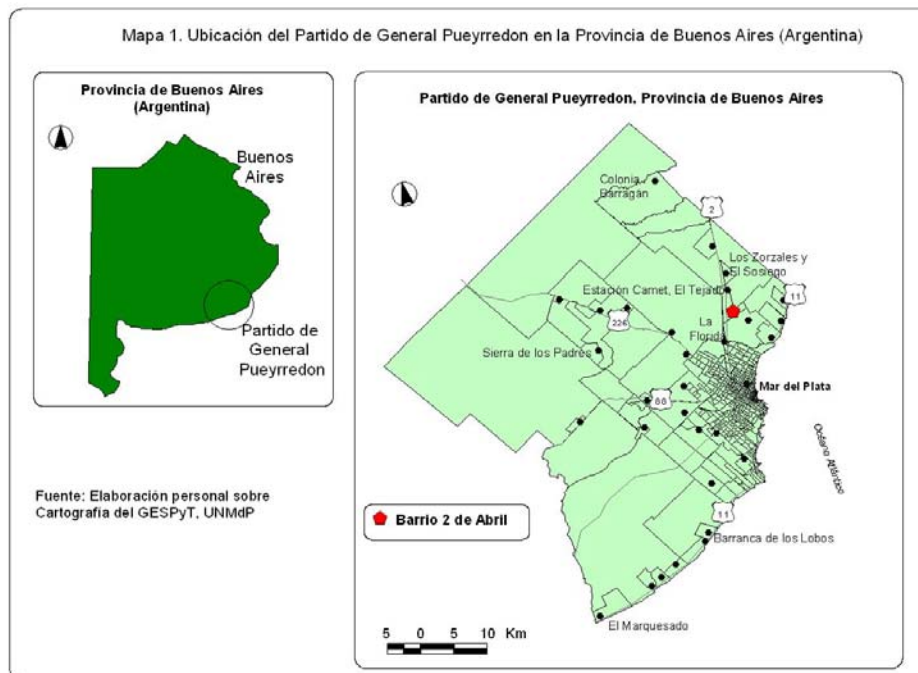 Mapa 1. Ubicación del Partido de General Pueyrredon en la Provincia de Buenos Aires (Argentina)
Provincia de Buenos Aires
(Argentina)
Buenos
Aires
Partido de
General
Pueyrredon
Fuente: Elaboración personal sobre
Cartografía del GESPyT, UNMdP
Partido de General Pueyrredon, Provincia de Buenos Aires
Colonia
Barragan
2
Los Zorzales y
El Sosiego
Estación Camet, El Tejado
11
226
La
Florida
Sierra de los Padres
Mar del Plata
88
Océano Atlántico
11
Barrio 2 de Abril
Barranca de los Lobos
El Marquesado
5 0 5 10 Km